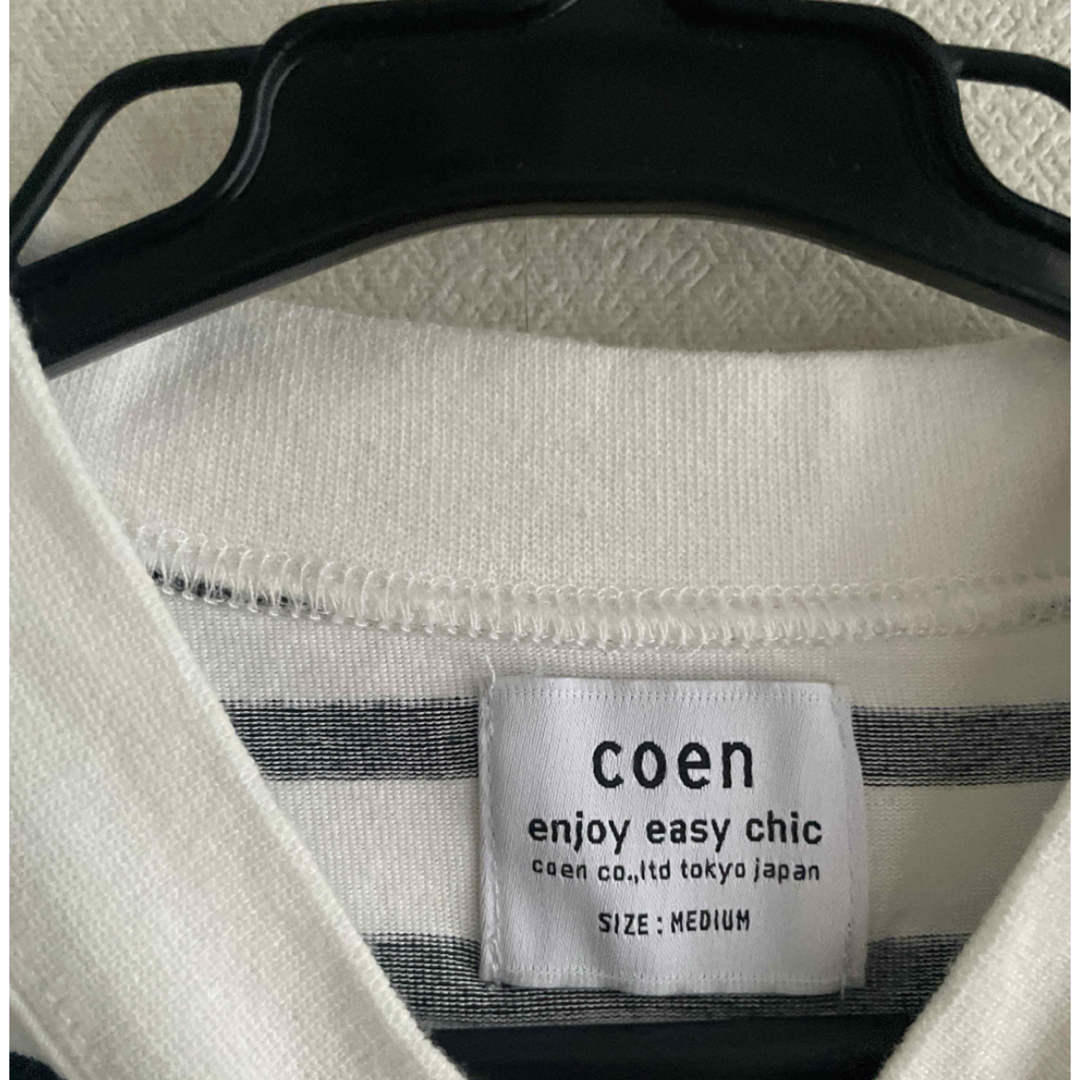 coen
enjoy easy chic
coen co.,ltd tokyo japan
SIZE : MEDIUM